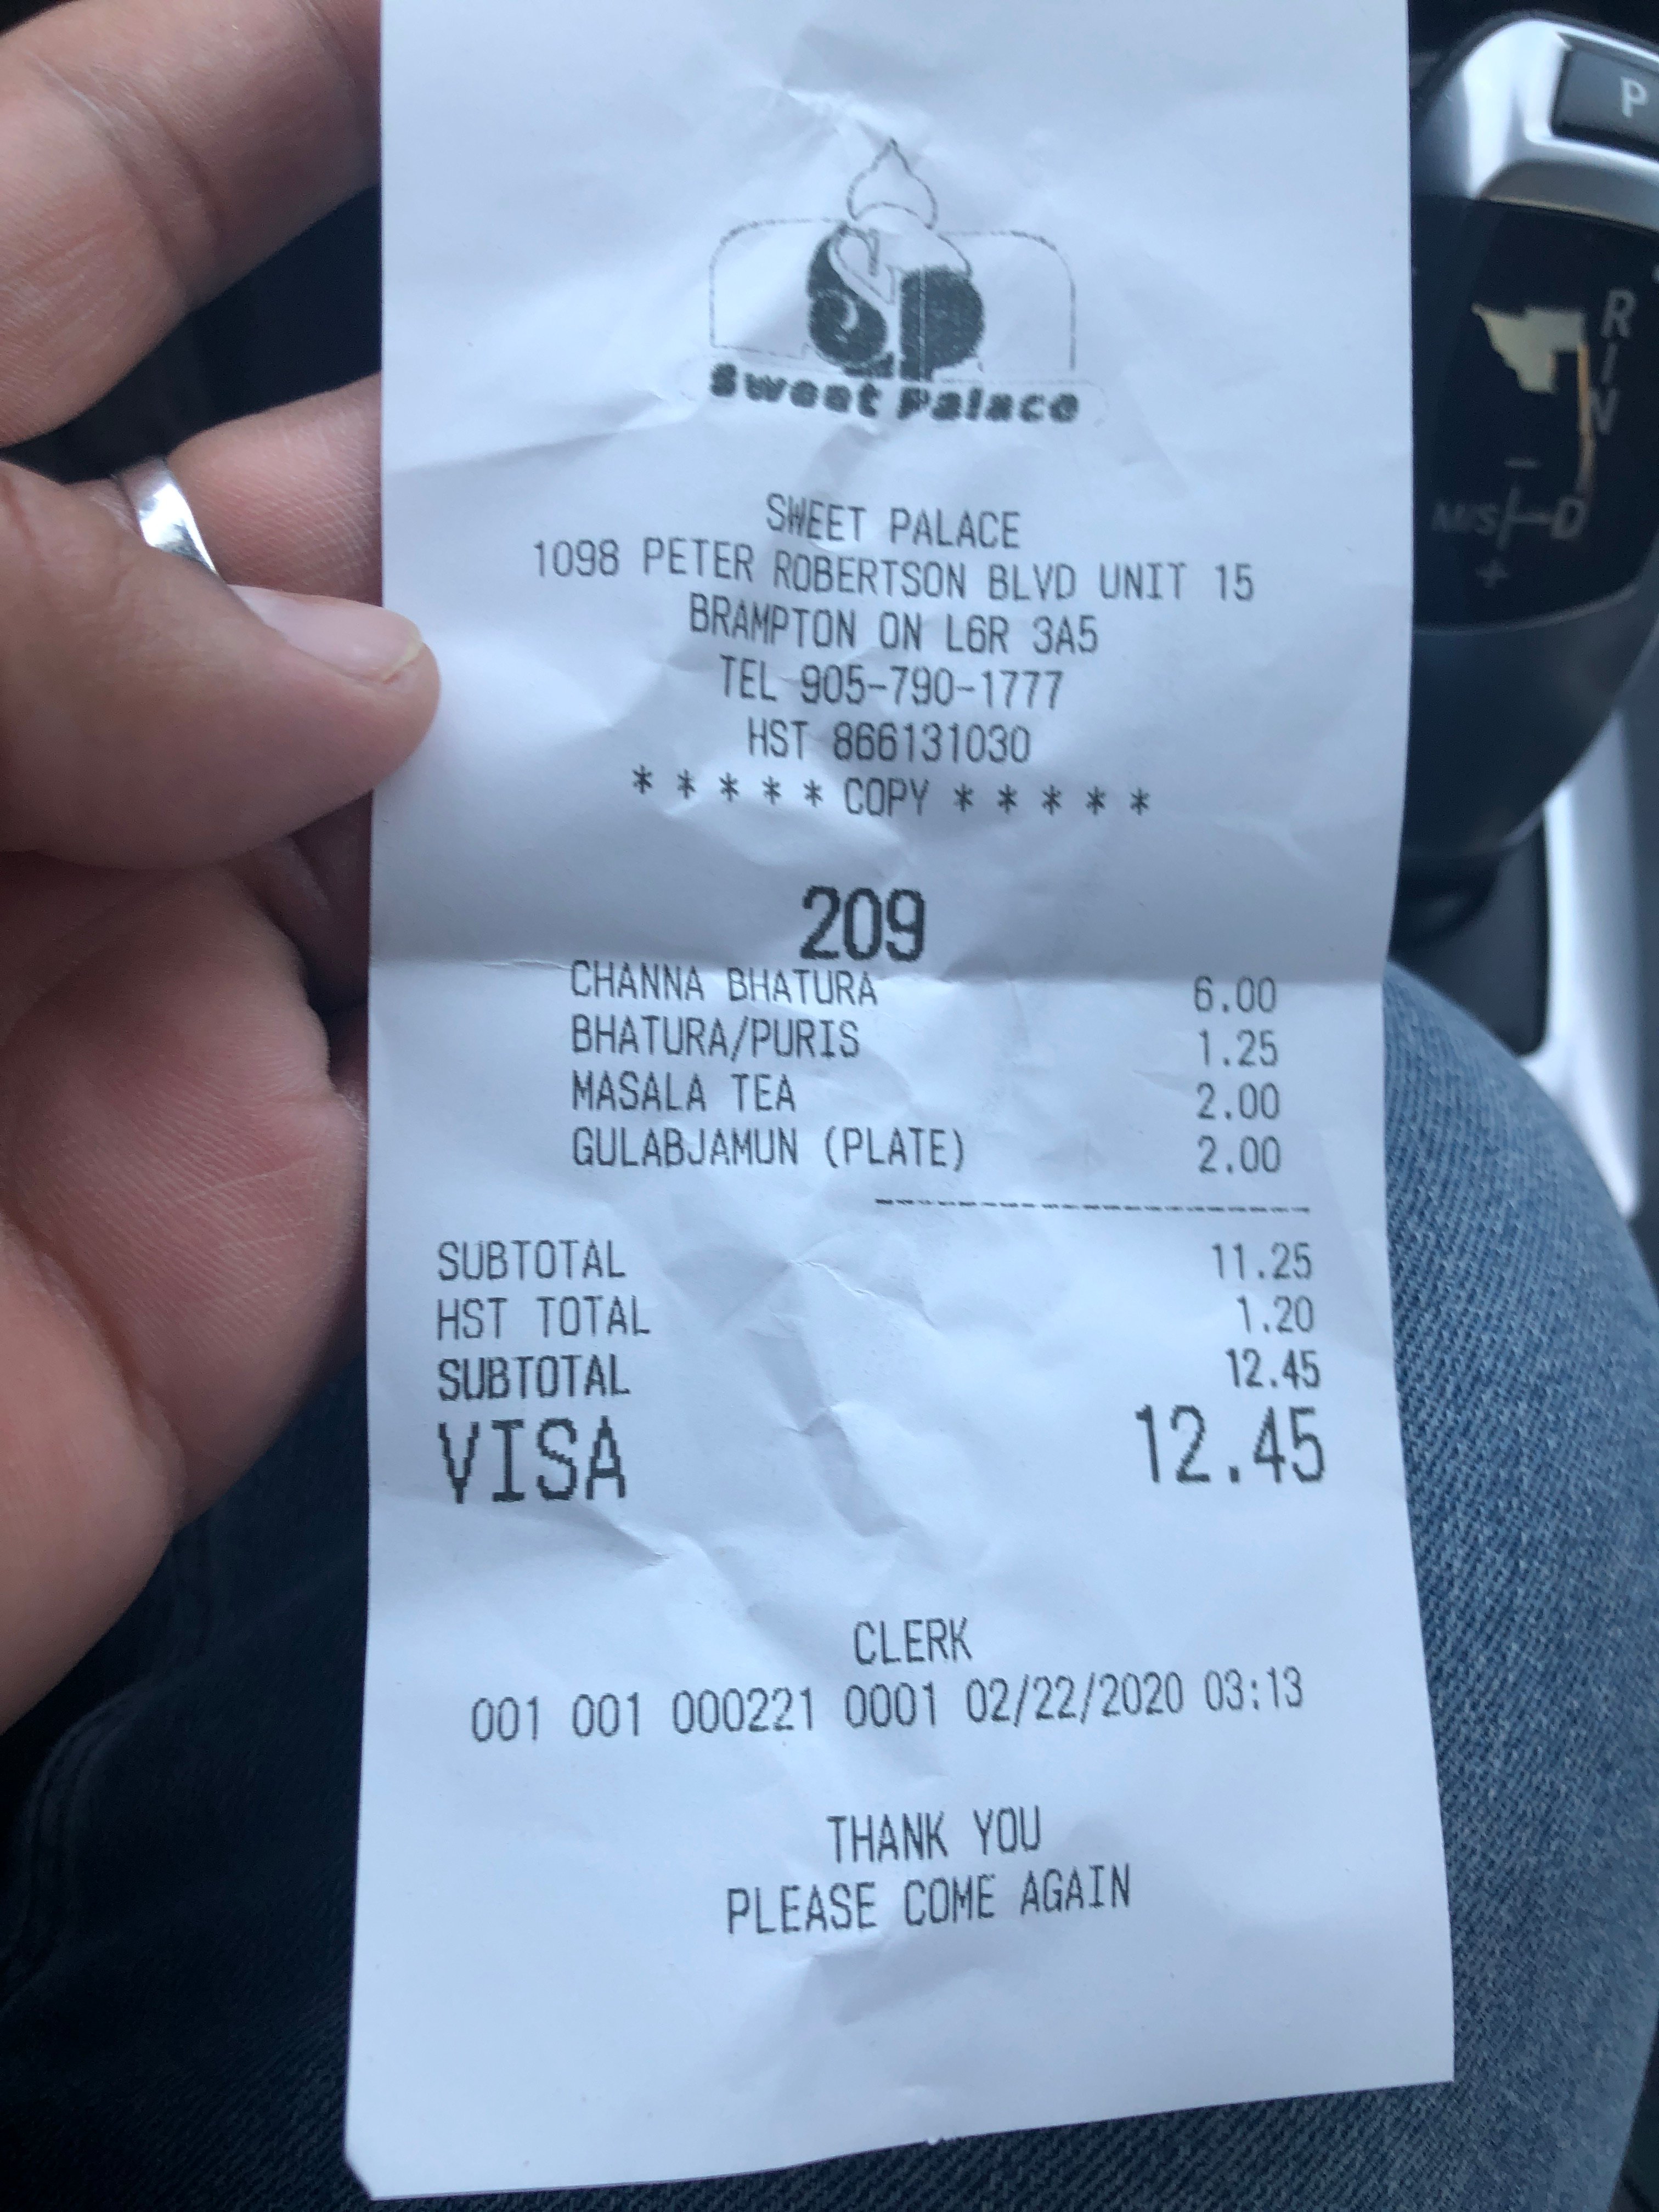 SP
Sweet Palace
SWEET PALACE
1098 PETER ROBERTSON BLVD UNIT 15
BRAMPTON ON L6R 3A5
TEL 905-790-1777
HST 866131030
* * * * * COPY * * * * *
209
CHANNA BHATURA 6.00
BHATURA/PURIS 1.25
MASALA TEA 2.00
GULABJAMUN (PLATE) 2.00
SUBTOTAL 11.25
HST TOTAL 1.20
SUBTOTAL 12.45
VISA 12.45
CLERK
001 001 000221 0001 02/22/2020 03:13
THANK YOU
PLEASE COME AGAIN
P
R
N
M/S D
+